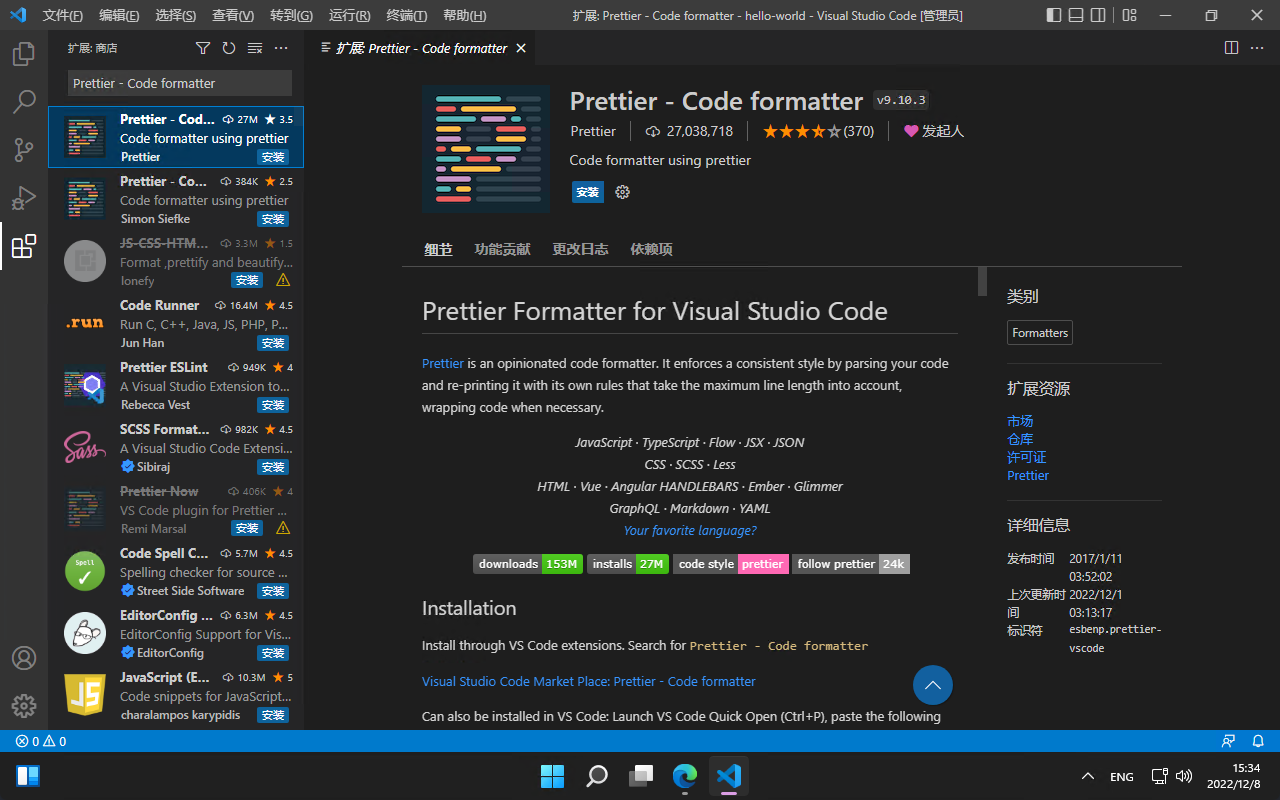 文件(F) 编辑(E) 选择(S) 查看(V) 转到(G) 运行(R) 终端(T) 帮助(H) 扩展: Prettier - Code formatter - hello-world - Visual Studio Code [管理员]
扩展: 商店
Prettier - Code formatter
Prettier - Cod... 27M 3.5
Code formatter using prettier
Prettier 安装
Prettier - Co... 384K 2.5
Code formatter using prettier
Simon Siefke 安装
JS-CSS-HTM... 3.3M 1.5
Format ,prettify and beautify...
lonefy 安装
Code Runner 16.4M 4.5
.run
Run C, C++, Java, JS, PHP, P...
Jun Han 安装
Prettier ESLint 949K 4
A Visual Studio Extension to...
Rebecca Vest 安装
SCSS Format... 982K 4.5
Sass
A Visual Studio Code Extensi...
Sibiraj 安装
Prettier Now 406K 4
VS Code plugin for Prettier ...
Remi Marsal 安装
Code Spell C... 5.7M 4.5
Spell
Spelling checker for source ...
Street Side Software 安装
EditorConfig ... 6.3M 4.5
EditorConfig Support for Vis...
EditorConfig 安装
JavaScript (E... 10.3M 5
JS
Code snippets for JavaScript...
charalampos karypidis 安装
扩展: Prettier - Code formatter
Prettier - Code formatter v9.10.3
Prettier 27,038,718 (370) 发起人
Code formatter using prettier
安装
细节 功能贡献 更改日志 依赖项
Prettier Formatter for Visual Studio Code
Prettier is an opinionated code formatter. It enforces a consistent style by parsing your code
and re-printing it with its own rules that take the maximum line length into account,
wrapping code when necessary.
JavaScript · TypeScript · Flow · JSX · JSON
CSS · SCSS · Less
HTML · Vue · Angular HANDLEBARS · Ember · Glimmer
GraphQL · Markdown · YAML
Your favorite language?
downloads 153M installs 27M code style prettier follow prettier 24k
Installation
Install through VS Code extensions. Search for Prettier - Code formatter
Visual Studio Code Market Place: Prettier - Code formatter
Can also be installed in VS Code: Launch VS Code Quick Open (Ctrl+P), paste the following
类别
Formatters
扩展资源
市场
仓库
许可证
Prettier
详细信息
发布时间 2017/1/11
03:52:02
上次更新时 2022/12/1
间 03:13:17
标识符 esbenp.prettier-
vscode
0 0
ENG
15:34
2022/12/8